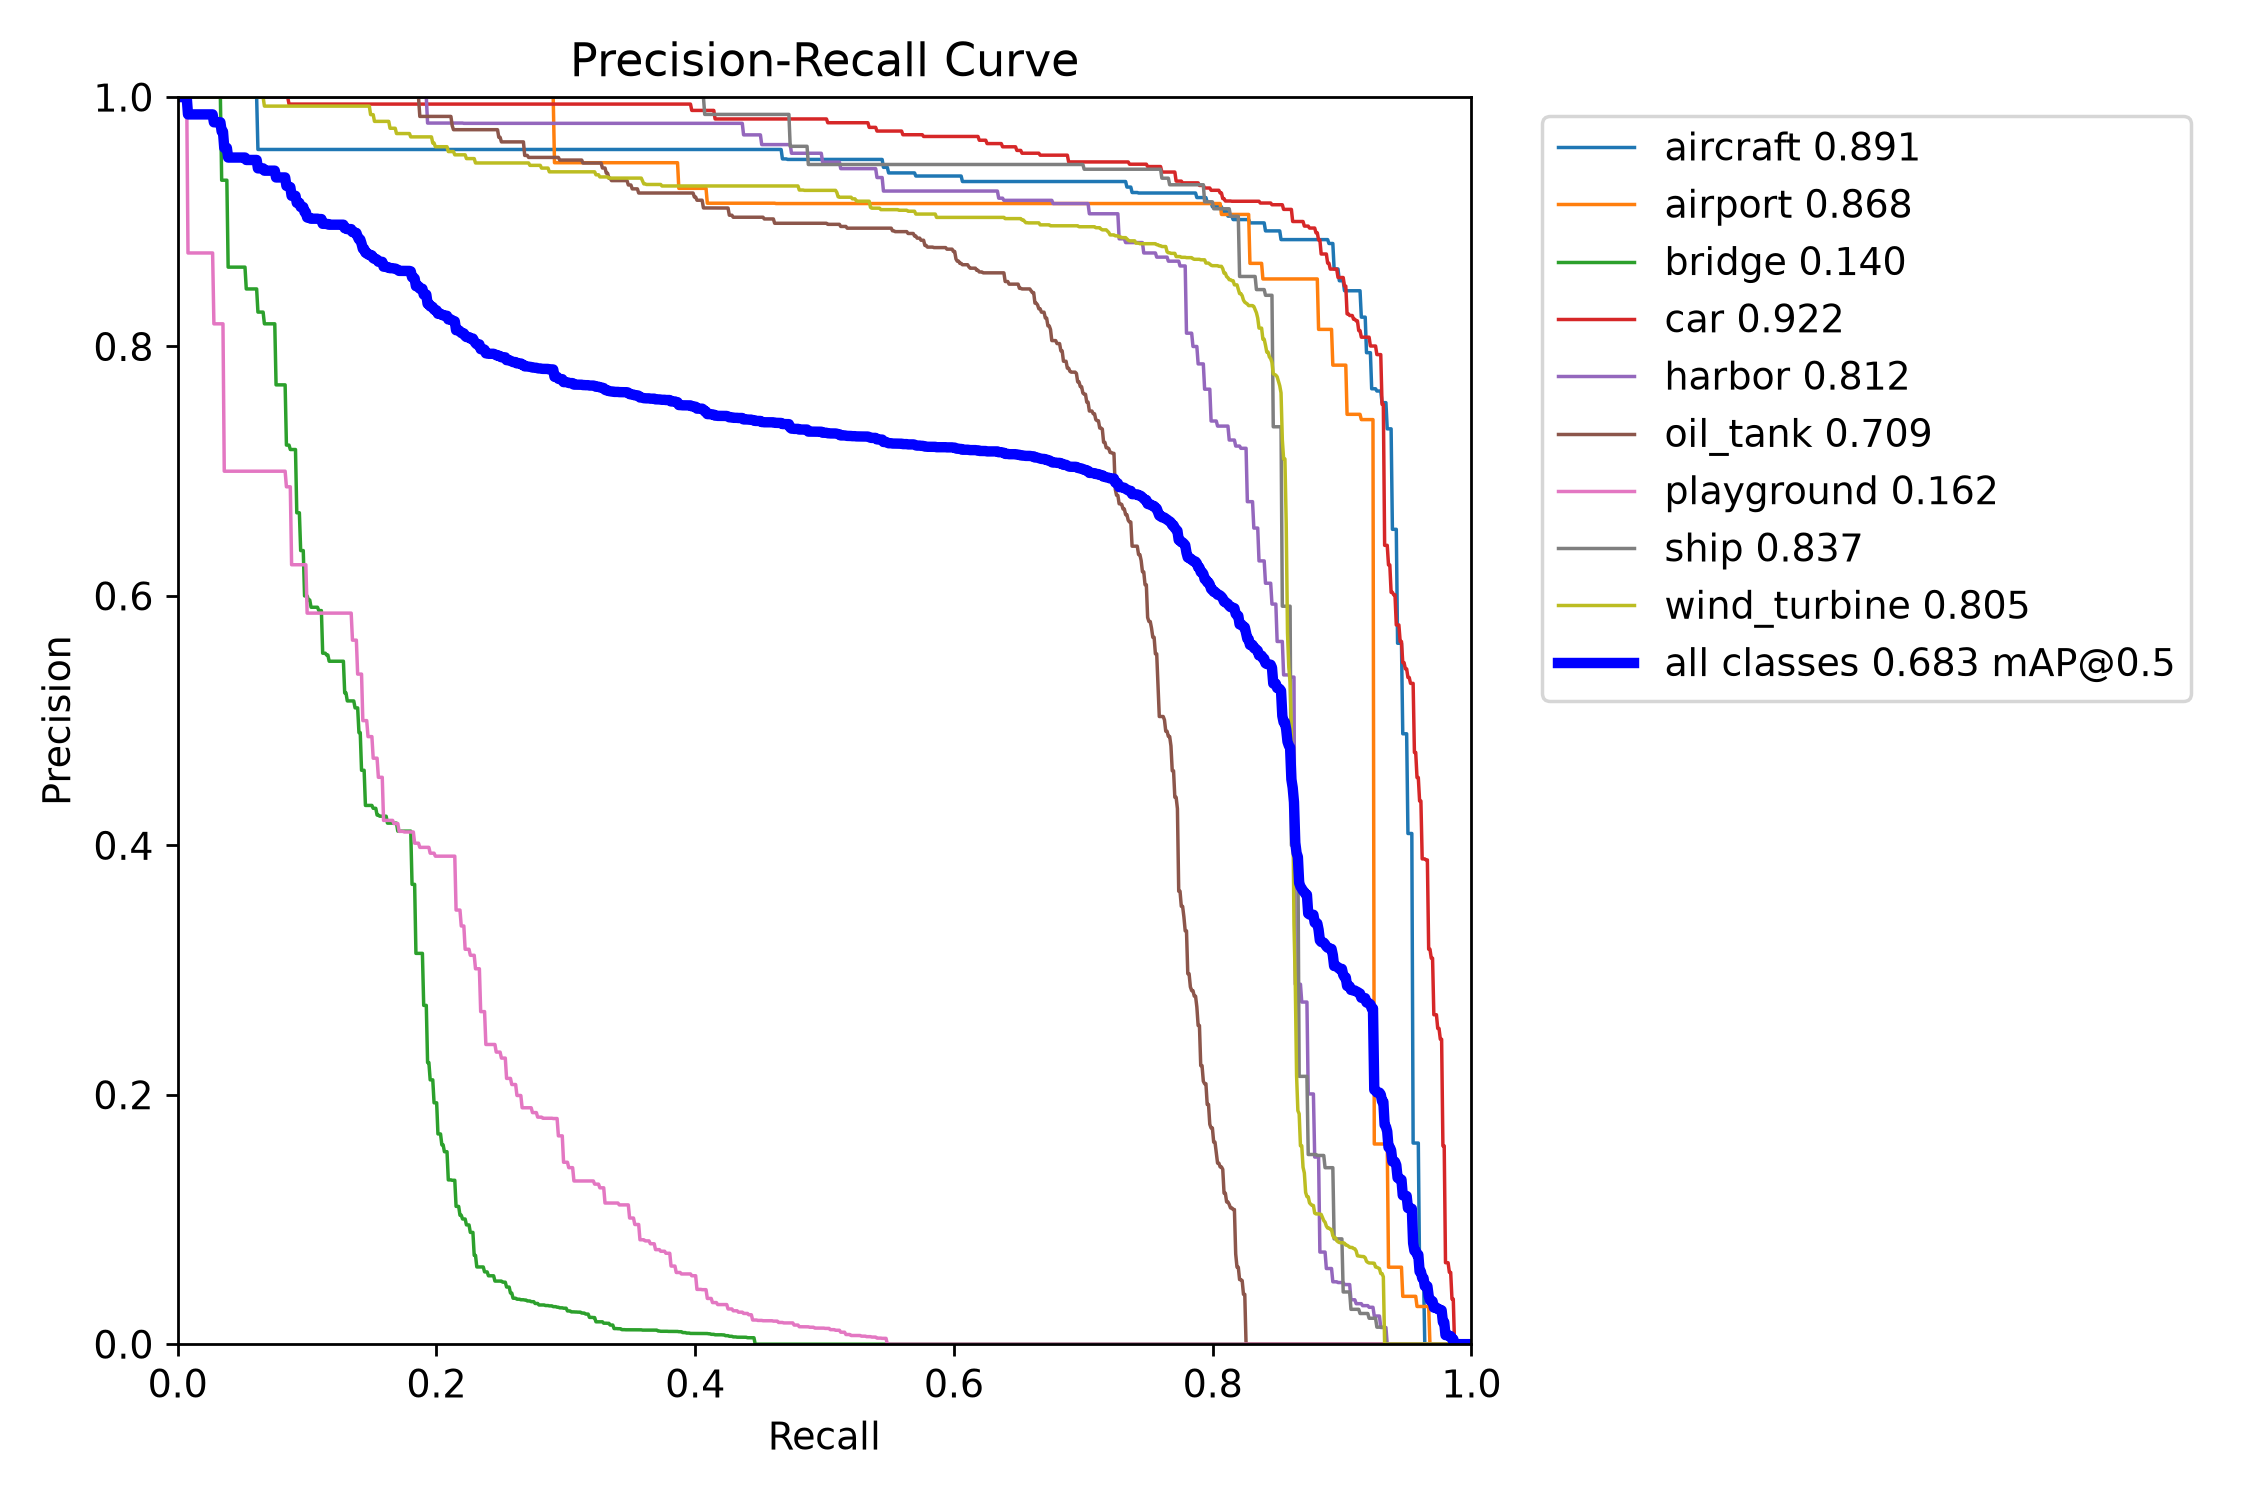 Precision-Recall Curve
1.0
0.8
0.6
0.4
0.2
0.0
Precision
0.0 0.2 0.4 0.6 0.8 1.0
Recall
aircraft 0.891
airport 0.868
bridge 0.140
car 0.922
harbor 0.812
oil_tank 0.709
playground 0.162
ship 0.837
wind_turbine 0.805
all classes 0.683 mAP@0.5